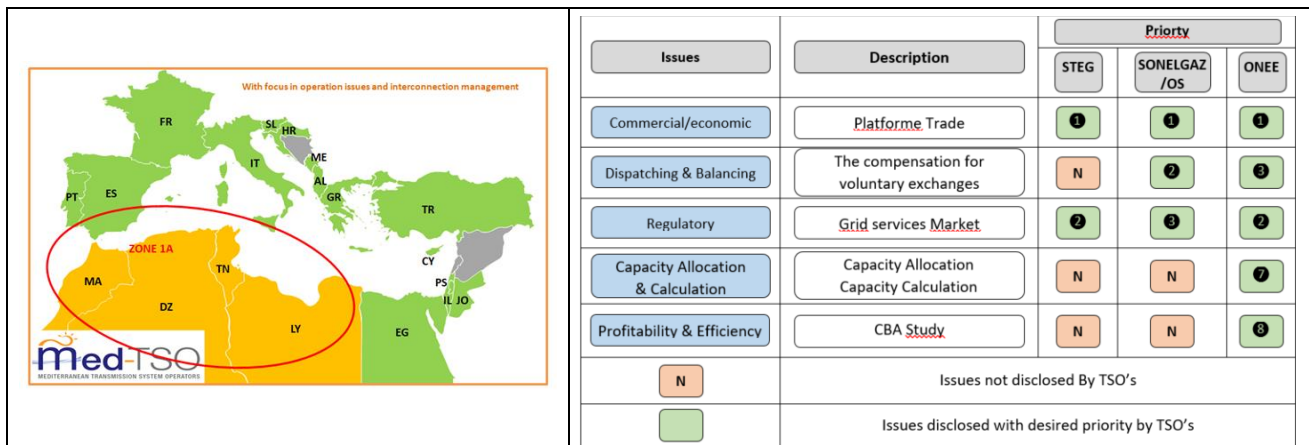 With focus in operation issues and interconnection management
FR
SL
HR
IT
ME
AL
PT
ES
GR
TR
ZONE 1A
CY
TN
MA
PS
IL
JO
DZ
LY
EG
Med-TSO
MEDITERRANEAN TRANSMISSION SYSTEM OPERATORS
Issues
Description
Priorty
STEG
SONELGAZ
/OS
ONEE
Commercial/economic
Platforme Trade
1
1
1
Dispatching & Balancing
The compensation for
voluntary exchanges
N
2
3
Regulatory
Grid services Market
2
3
2
Capacity Allocation
& Calculation
Capacity Allocation
Capacity Calculation
N
N
7
Profitability & Efficiency
CBA Study
N
N
8
N
Issues not disclosed By TSO's
Issues disclosed with desired priority by TSO's